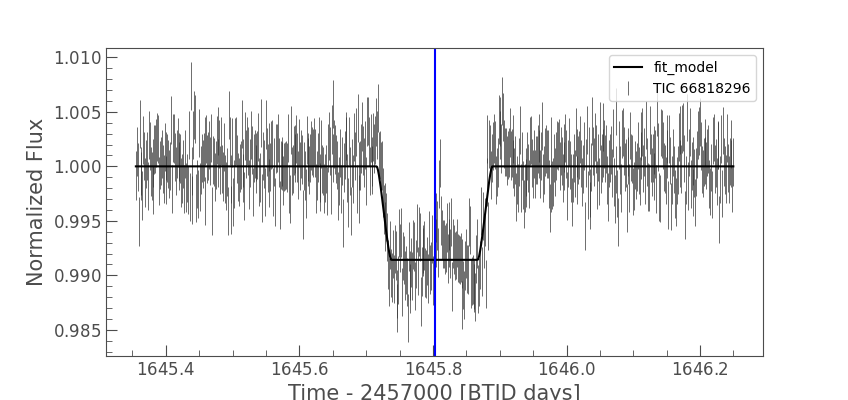 1.010
1.005
1.000
0.995
0.990
0.985
Normalized Flux
fit_model
TIC 66818296
1645.4 1645.6 1645.8 1646.0 1646.2
Time - 2457000 [BTJD days]